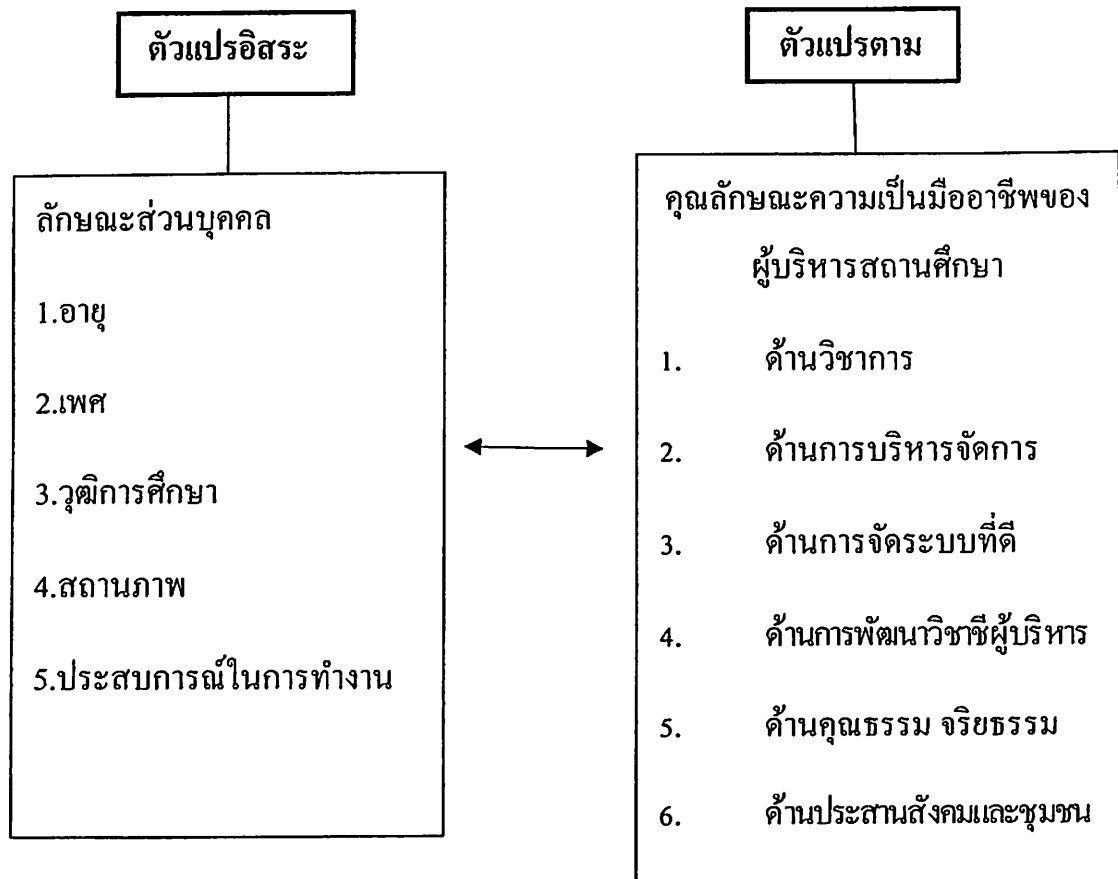 ตัวแปรอิสระ
ลักษณะส่วนบุคคล
1.อายุ
2.เพศ
3.วุฒิการศึกษา
4.สถานภาพ
5.ประสบการณ์ในการทำงาน
ตัวแปรตาม
คุณลักษณะความเป็นมืออาชีพของ
ผู้บริหารสถานศึกษา
1. ด้านวิชาการ
2. ด้านการบริหารจัดการ
3. ด้านการจัดระบบที่ดี
4. ด้านการพัฒนาวิชาชีผู้บริหาร
5. ด้านคุณธรรม จริยธรรม
6. ด้านประสานสังคมและชุมชน